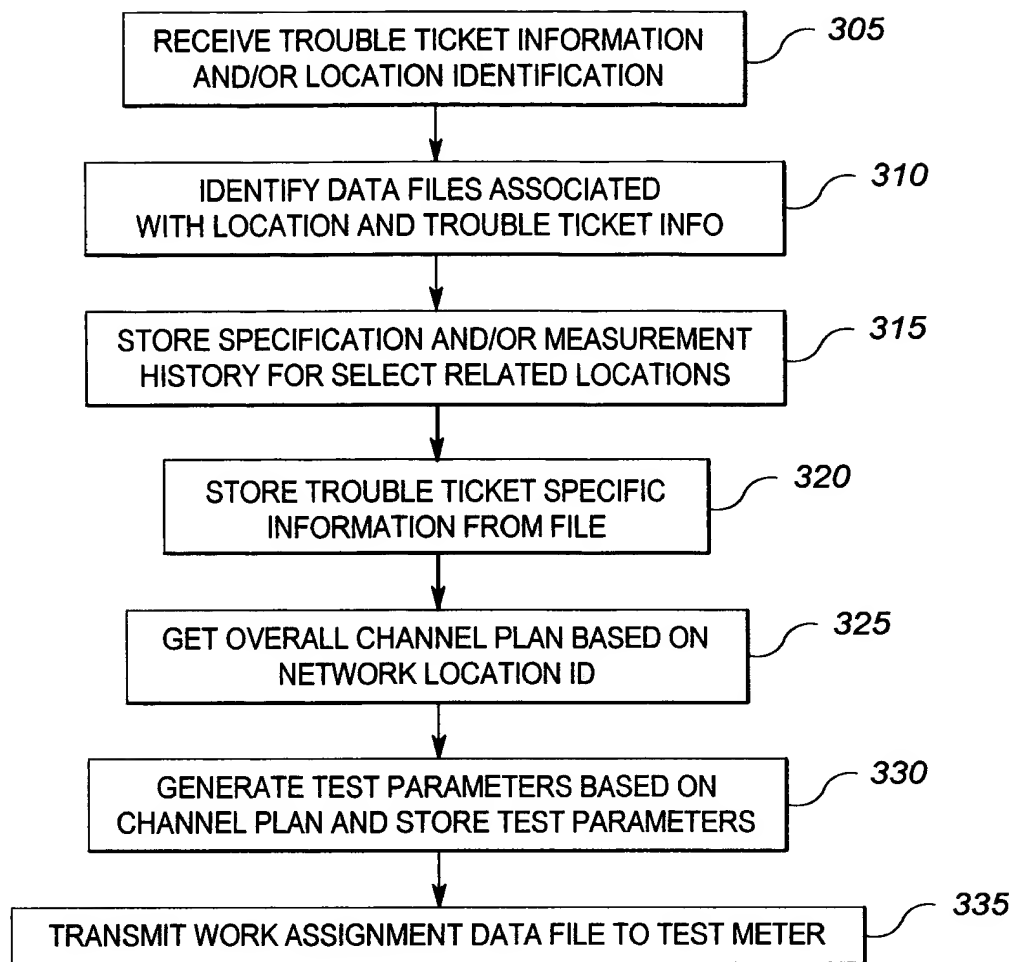 RECEIVE TROUBLE TICKET INFORMATION
AND/OR LOCATION IDENTIFICATION
305
IDENTIFY DATA FILES ASSOCIATED
WITH LOCATION AND TROUBLE TICKET INFO
310
STORE SPECIFICATION AND/OR MEASUREMENT
HISTORY FOR SELECT RELATED LOCATIONS
315
STORE TROUBLE TICKET SPECIFIC
INFORMATION FROM FILE
320
GET OVERALL CHANNEL PLAN BASED ON
NETWORK LOCATION ID
325
GENERATE TEST PARAMETERS BASED ON
CHANNEL PLAN AND STORE TEST PARAMETERS
330
TRANSMIT WORK ASSIGNMENT DATA FILE TO TEST METER
335